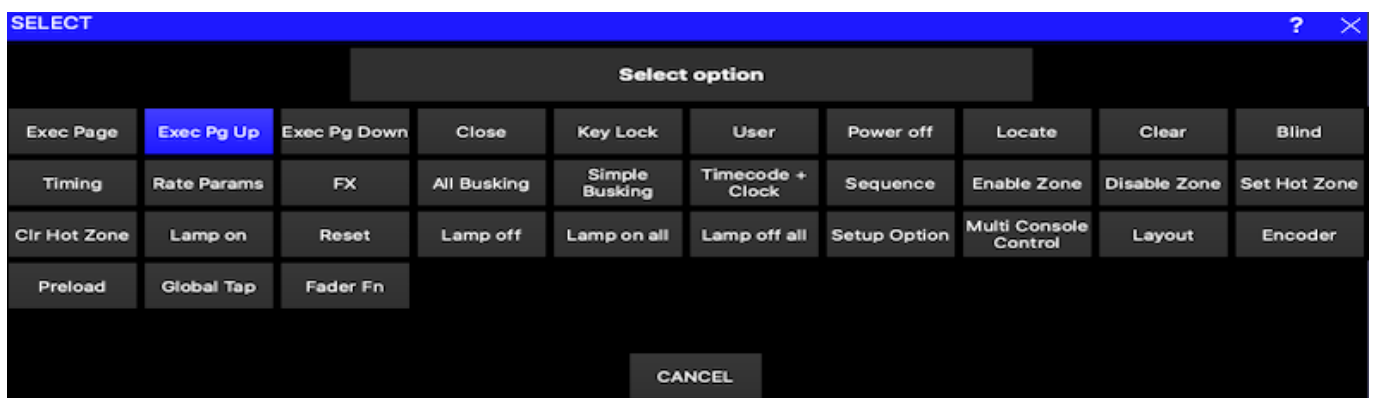 SELECT ? ×
Select option
Exec Page Exec Pg Up Exec Pg Down Close Key Lock User Power off Locate Clear Blind
Timing Rate Params FX All Busking Simple Busking Timecode + Clock Sequence Enable Zone Disable Zone Set Hot Zone
Clr Hot Zone Lamp on Reset Lamp off Lamp on all Lamp off all Setup Option Multi Console Control Layout Encoder
Preload Global Tap Fader Fn
CANCEL